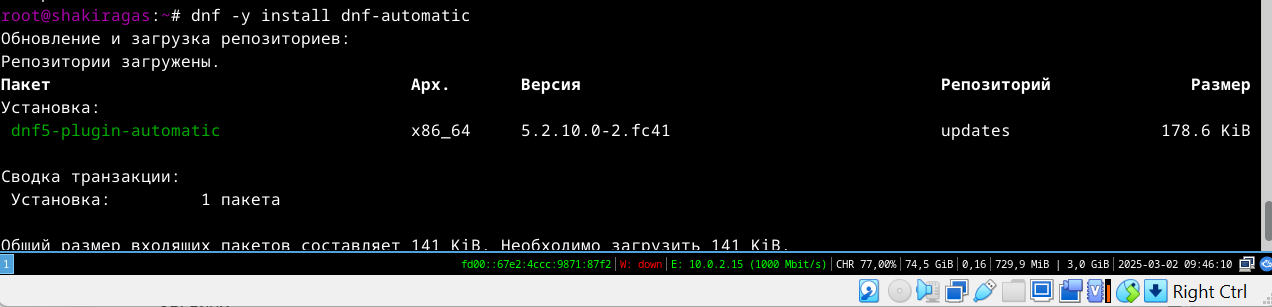 root@shakiragas:~# dnf -y install dnf-automatic
Обновление и загрузка репозиториев:
Репозитории загружены.
Пакет Арх. Версия Репозиторий Размер
Установка:
dnf5-plugin-automatic x86_64 5.2.10.0-2.fc41 updates 178.6 KiB
Сводка транзакции:
Установка: 1 пакета
Общий размер входящих пакетов составляет 141 KiB. Необходимо загрузить 141 KiB.
1 fd00::67e2:4ccc:9871:87f2 | W: down | E: 10.0.2.15 (1000 Mbit/s) | CHR 77,00% | 74,5 GiB | 0,16 | 729,9 MiB | 3,0 GiB | 2025-03-02 09:46:10
Right Ctrl